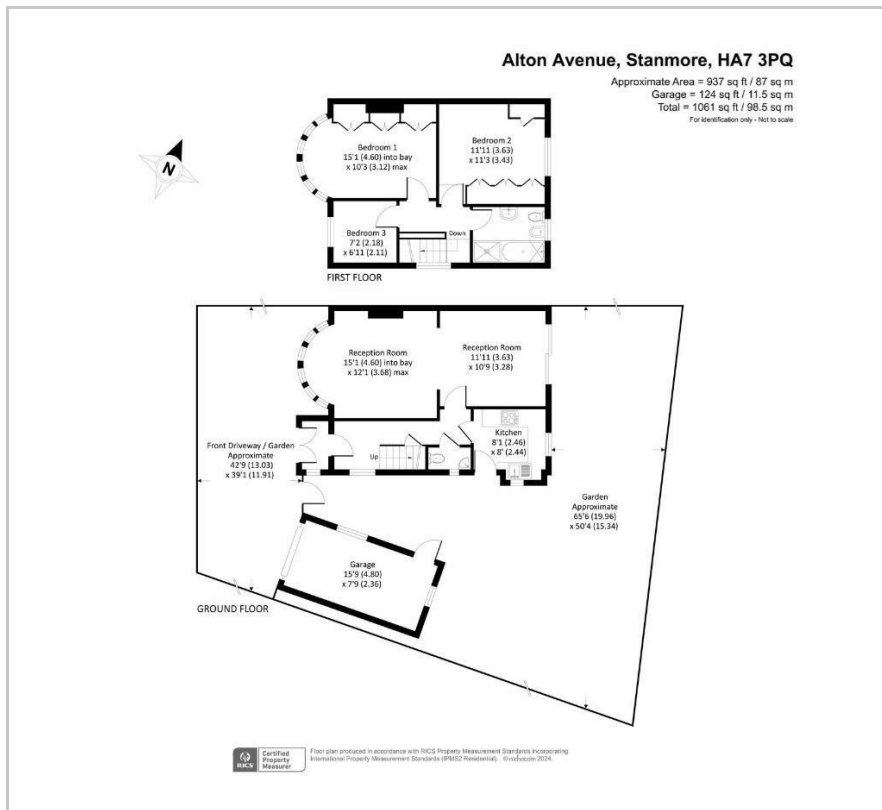 Alton Avenue, Stanmore, HA7 3PQ
Approximate Area = 937 sq ft / 87 sq m
Garage = 124 sq ft / 11.5 sq m
Total = 1061 sq ft / 98.5 sq m
For identification only - Not to scale
N
Bedroom 1
15'1 (4.60) into bay
x 10'3 (3.12) max
Bedroom 2
11'11 (3.63)
x 11'3 (3.43)
Bedroom 3
7'2 (2.18)
x 6'11 (2.11)
Down
FIRST FLOOR
Reception Room
15'1 (4.60) into bay
x 12'1 (3.68) max
Reception Room
11'11 (3.63)
x 10'9 (3.28)
Kitchen
8'1 (2.46)
x 8' (2.44)
Up
Front Driveway / Garden
Approximate
42'9 (13.03)
x 39'1 (11.91)
Garden
Approximate
65'6 (19.96)
x 50'4 (15.34)
Garage
15'9 (4.80)
x 7'9 (2.36)
GROUND FLOOR
RICS
Certified
Property
Measurer
Floor plan produced in accordance with RICS Property Measurement Standards incorporating
International Property Measurement Standards (IPMS2 Residential). ©nichecom 2024.